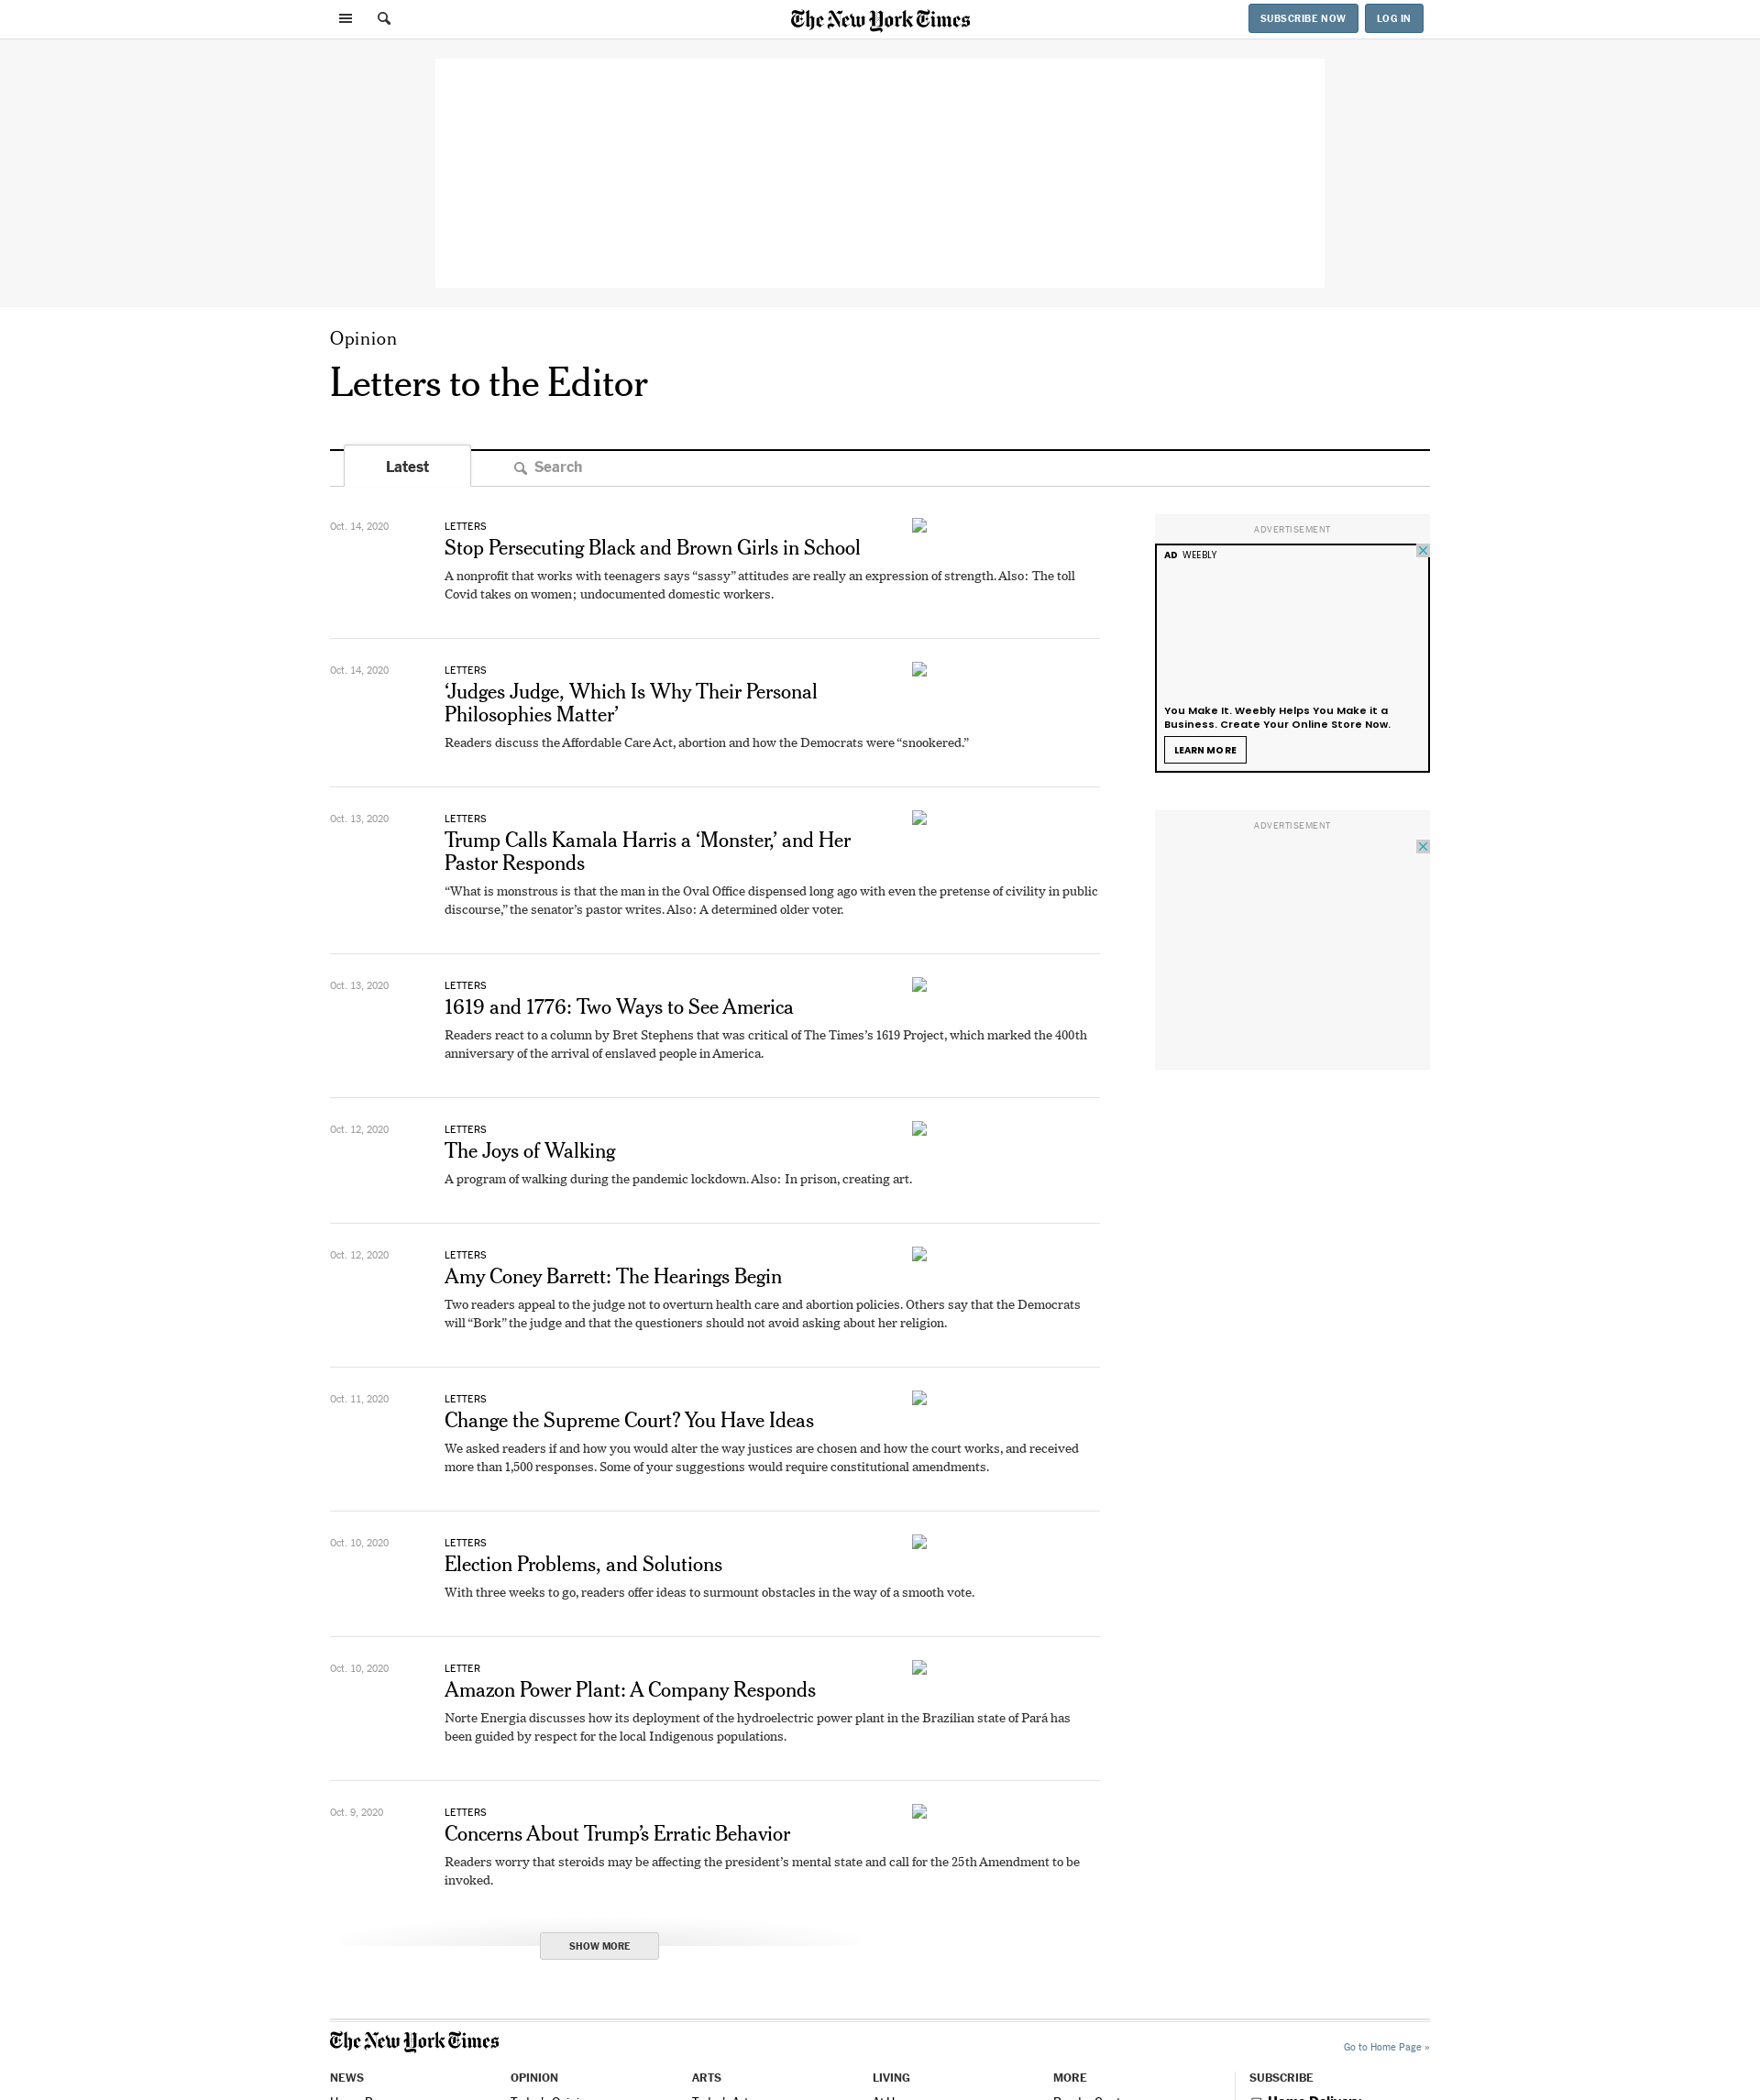 The New York Times
SUBSCRIBE NOW
LOG IN
Opinion
Letters to the Editor
Latest
Search
Oct. 14, 2020
LETTERS
Stop Persecuting Black and Brown Girls in School
A nonprofit that works with teenagers says “sassy” attitudes are really an expression of strength. Also: The toll
Covid takes on women; undocumented domestic workers.
Oct. 14, 2020
LETTERS
‘Judges Judge, Which Is Why Their Personal
Philosophies Matter’
Readers discuss the Affordable Care Act, abortion and how the Democrats were “snookered.”
Oct. 13, 2020
LETTERS
Trump Calls Kamala Harris a ‘Monster,’ and Her
Pastor Responds
“What is monstrous is that the man in the Oval Office dispensed long ago with even the pretense of civility in public
discourse,” the senator’s pastor writes. Also: A determined older voter.
Oct. 13, 2020
LETTERS
1619 and 1776: Two Ways to See America
Readers react to a column by Bret Stephens that was critical of The Times’s 1619 Project, which marked the 400th
anniversary of the arrival of enslaved people in America.
Oct. 12, 2020
LETTERS
The Joys of Walking
A program of walking during the pandemic lockdown. Also: In prison, creating art.
Oct. 12, 2020
LETTERS
Amy Coney Barrett: The Hearings Begin
Two readers appeal to the judge not to overturn health care and abortion policies. Others say that the Democrats
will “Bork” the judge and that the questioners should not avoid asking about her religion.
Oct. 11, 2020
LETTERS
Change the Supreme Court? You Have Ideas
We asked readers if and how you would alter the way justices are chosen and how the court works, and received
more than 1,500 responses. Some of your suggestions would require constitutional amendments.
Oct. 10, 2020
LETTERS
Election Problems, and Solutions
With three weeks to go, readers offer ideas to surmount obstacles in the way of a smooth vote.
Oct. 10, 2020
LETTER
Amazon Power Plant: A Company Responds
Norte Energia discusses how its deployment of the hydroelectric power plant in the Brazilian state of Pará has
been guided by respect for the local Indigenous populations.
Oct. 9, 2020
LETTERS
Concerns About Trump’s Erratic Behavior
Readers worry that steroids may be affecting the president’s mental state and call for the 25th Amendment to be
invoked.
SHOW MORE
ADVERTISEMENT
AD WEEBLY
You Make It. Weebly Helps You Make it a
Business. Create Your Online Store Now.
LEARN MORE
ADVERTISEMENT
The New York Times
Go to Home Page »
NEWS
OPINION
ARTS
LIVING
MORE
SUBSCRIBE